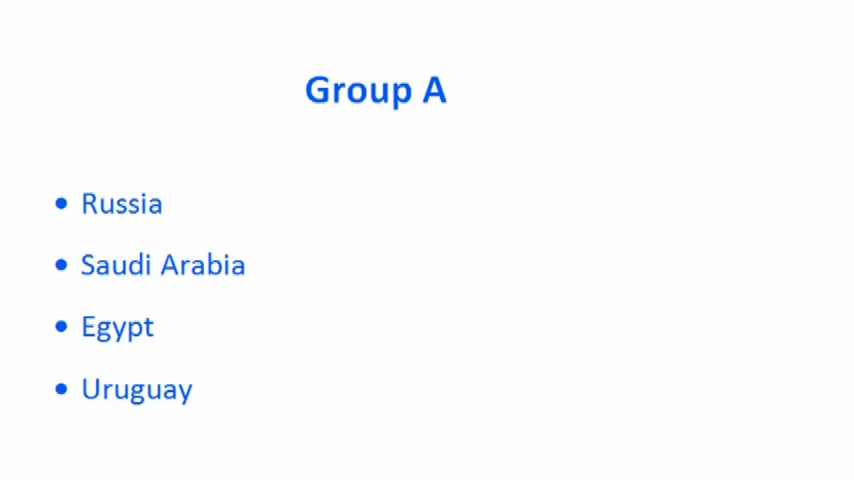 Group A
• Russia
• Saudi Arabia
• Egypt
• Uruguay